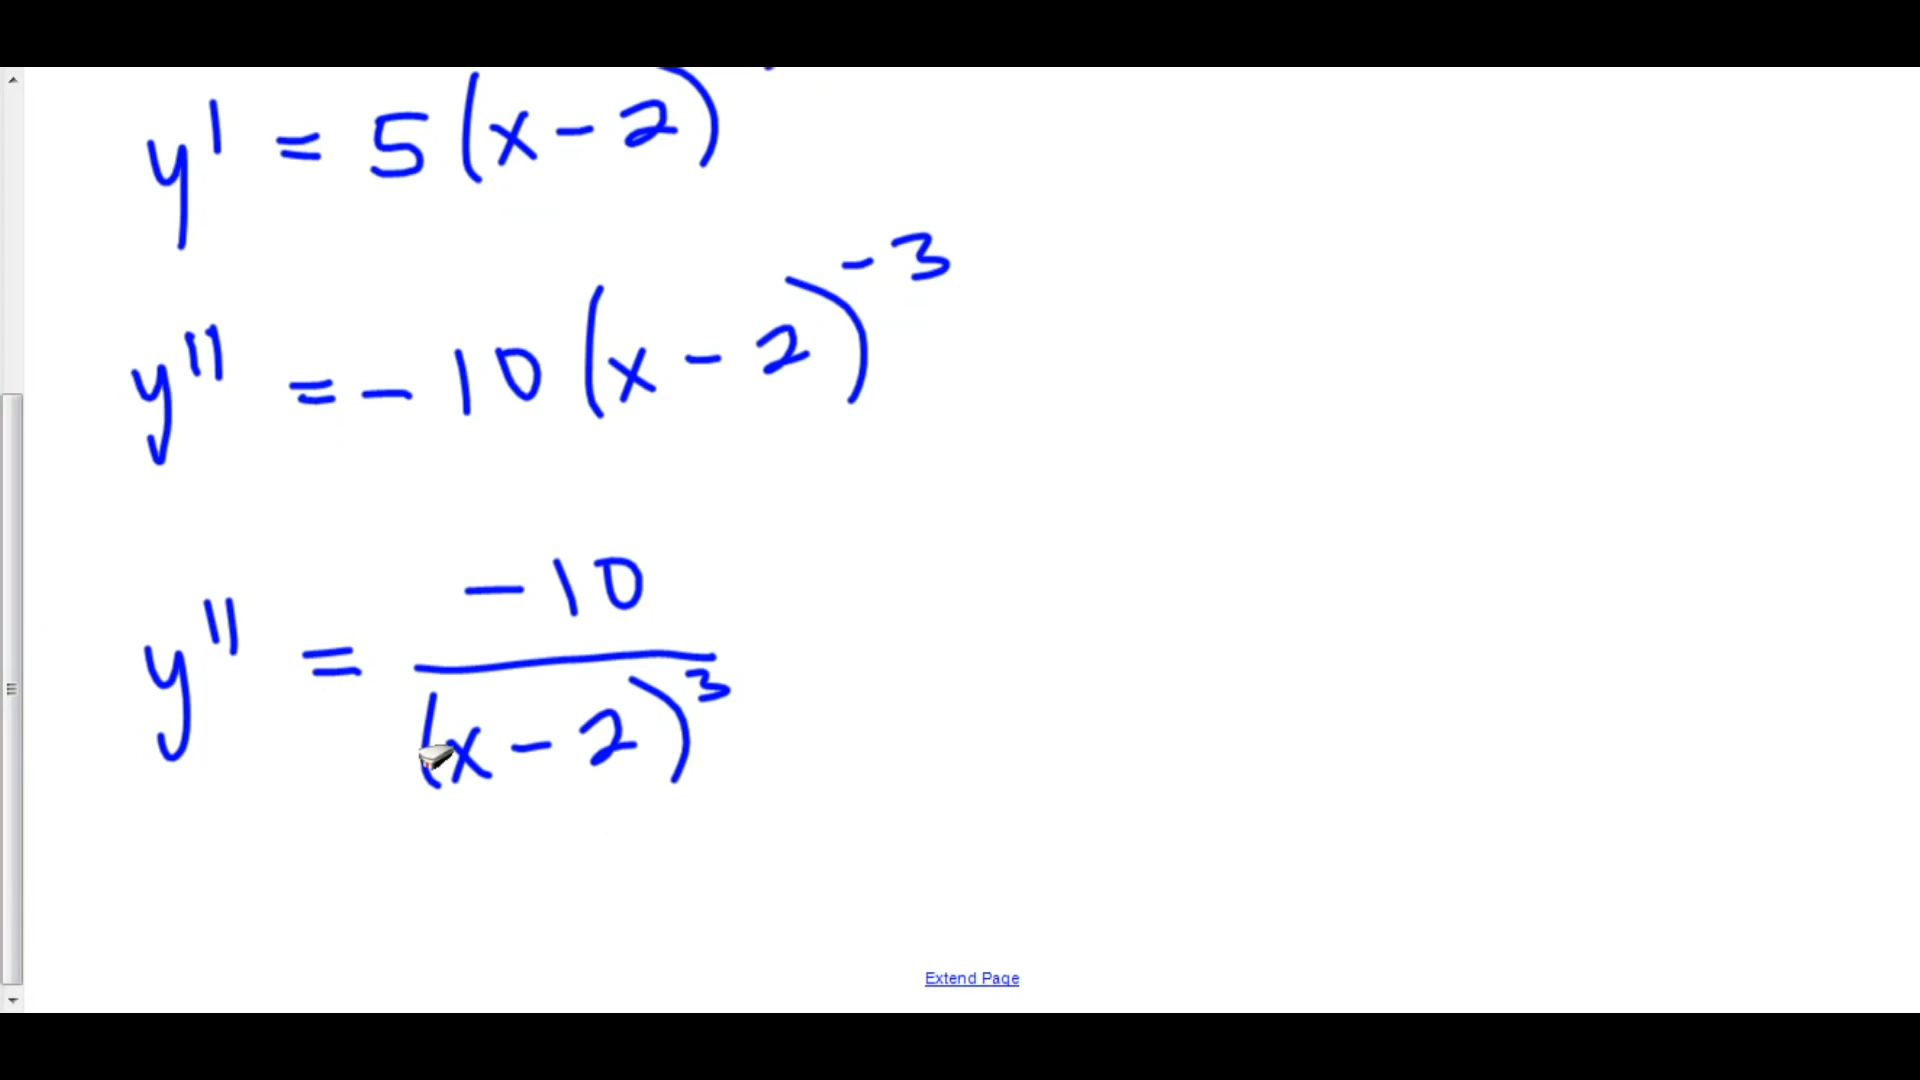 y' = 5(x-2)
y'' = -10(x-2)^-3
y'' = -10
(x-2)^3
Extend Page